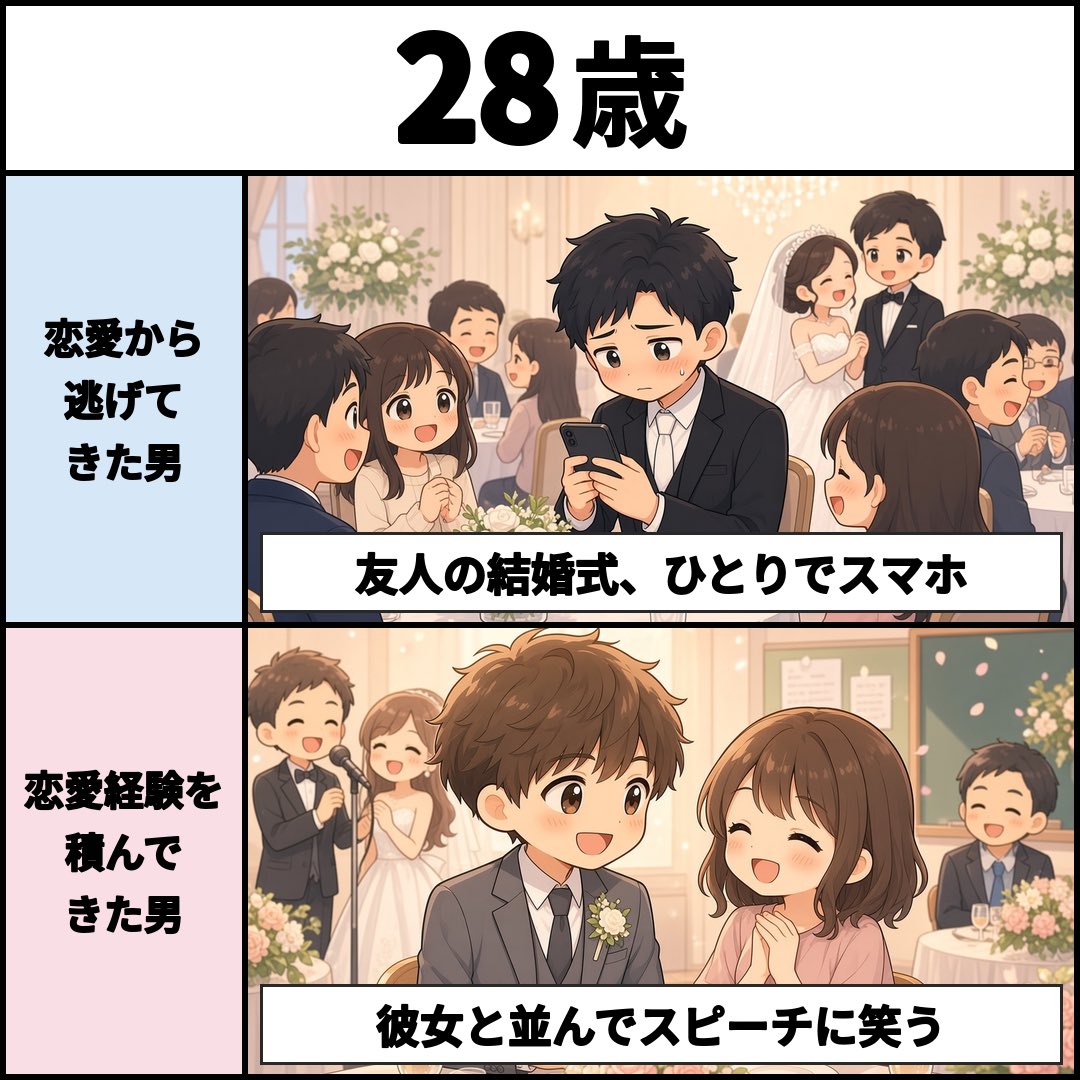 28歳
恋愛から
逃げて
きた男
友人の結婚式、ひとりでスマホ
恋愛経験を
積んで
きた男
彼女と並んでスピーチに笑う